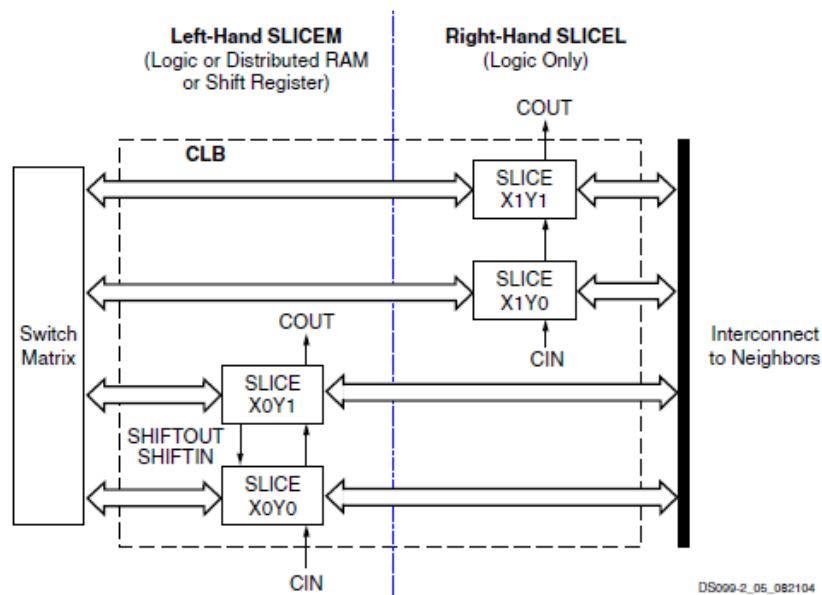 Left-Hand SLICEM
(Logic or Distributed RAM
or Shift Register)
Right-Hand SLICEL
(Logic Only)
COUT
CLB
SLICE
X1Y1
SLICE
X1Y0
COUT
CIN
Switch
Matrix
Interconnect
to Neighbors
SLICE
X0Y1
SHIFTOUT
SHIFTIN
SLICE
X0Y0
CIN
DS099-2_05_082104